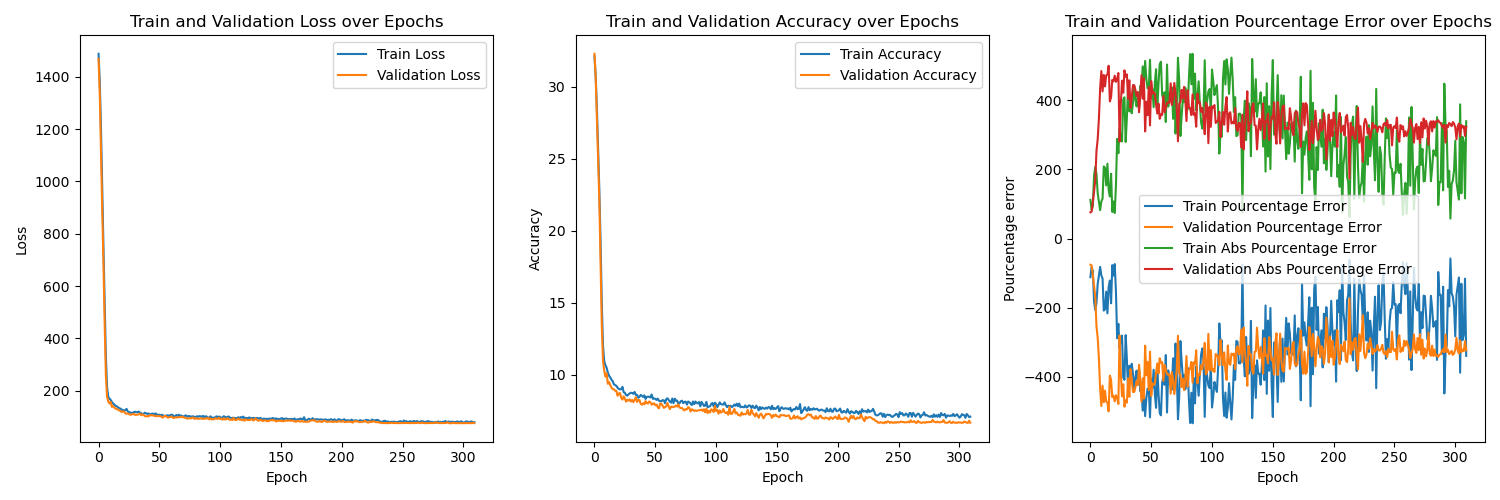 Train and Validation Loss over Epochs
Loss
1400
1200
1000
800
600
400
200
0
50
100
150
200
250
300
Epoch
Train Loss
Validation Loss
Train and Validation Accuracy over Epochs
Accuracy
30
25
20
15
10
0
50
100
150
200
250
300
Epoch
Train Accuracy
Validation Accuracy
Train and Validation Pourcentage Error over Epochs
Pourcentage error
400
200
0
−200
−400
0
50
100
150
200
250
300
Epoch
Train Pourcentage Error
Validation Pourcentage Error
Train Abs Pourcentage Error
Validation Abs Pourcentage Error